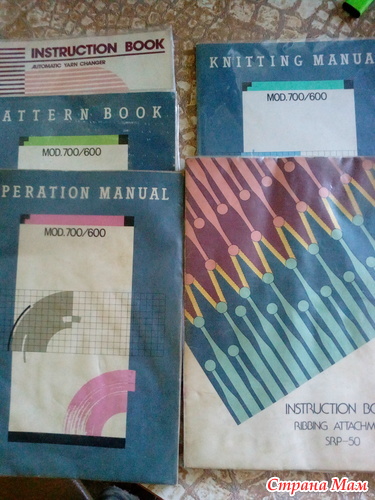 INSTRUCTION BOOK
AUTOMATIC YARN CHANGER
KNITTING MANUA
MOD.700/600
ATTERN BOOK
MOD.700/600
PERATION MANUAL
MOD.700/600
INSTRUCTION BO
RIBBING ATTACHM
SRP-50
Страна Мам